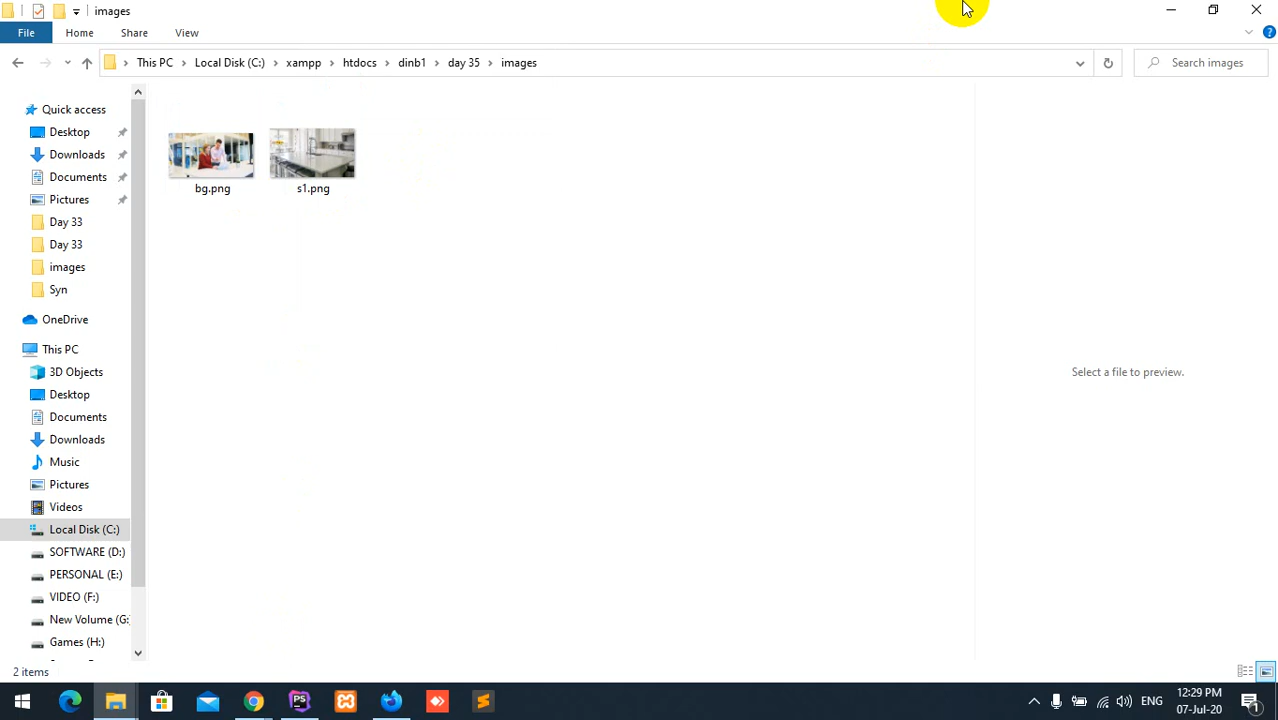 images
File Home Share View
This PC Local Disk (C:) xampp htdocs dinb1 day 35 images
Search images
Quick access
Desktop
Downloads
Documents
Pictures
Day 33
Day 33
images
Syn
OneDrive
This PC
3D Objects
Desktop
Documents
Downloads
Music
Pictures
Videos
Local Disk (C:)
SOFTWARE (D:)
PERSONAL (E:)
VIDEO (F:)
New Volume (G:
Games (H:)
bg.png
s1.png
Select a file to preview.
2 items
PS
ENG
12:29 PM
07-Jul-20
1